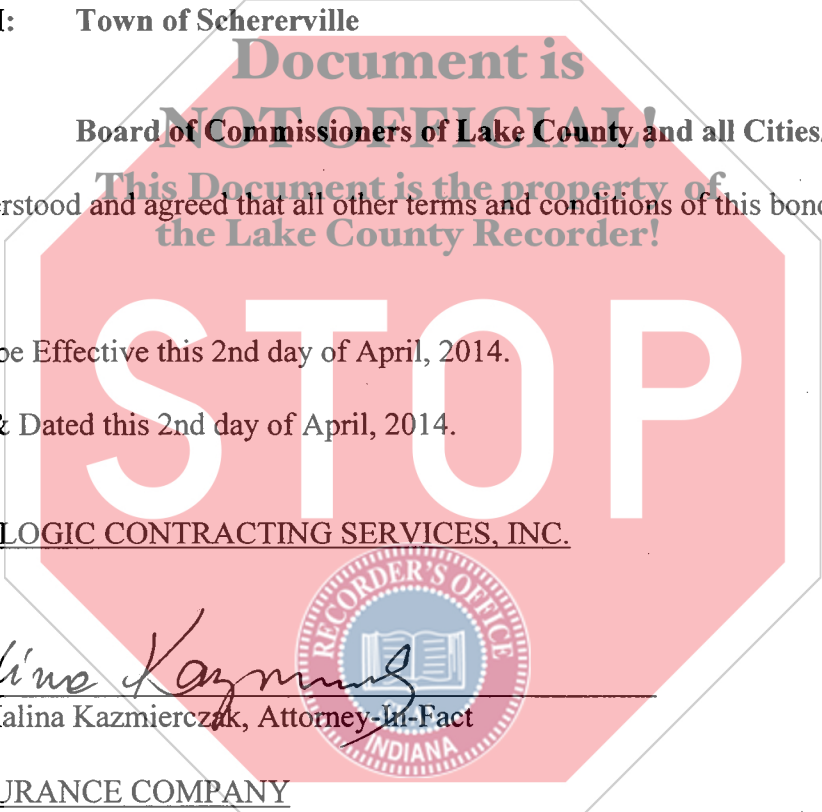 Town of Schererville
Document is
NOT OFFICIAL!
Board of Commissioners of Lake County and all Cities
This Document is the property of
and agreed that all other terms and conditions of this bond
the Lake County Recorder!
STOP
be Effective this 2nd day of April, 2014.
& Dated this 2nd day of April, 2014.
LOGIC CONTRACTING SERVICES, INC.
RECORDER'S OFFICE
Kazmierczak, Attorney-In-Fact
INDIANA
COMPANY